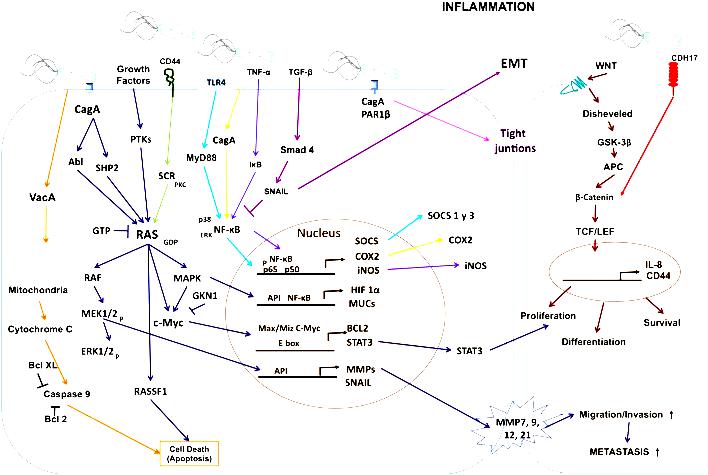 INFLAMMATION
Growth
Factors
CD44
TLR4
TNF-α
TGF-β
EMT
WNT
CDH17
CagA
CagA
PAR1β
PTKs
CagA
Disheveled
Abl
SHP2
MyD88
IκB
Smad 4
Tight
juntions
GSK-3β
APC
SCR
PKC
SNAIL
VacA
β-Catenin
p38
ERK
NF-κB
GTP
RAS
GDP
Nucleus
SOCS 1 y 3
TCF/LEF
SOCS
COX2
COX2
iNOS
iNOS
P NF-κB
p65 p50
IL-8
CD44
RAF
MAPK
Mitochondria
GKN1
API NF-κB
HIF 1α
MUCs
MEK1/2 P
c-Myc
Proliferation
Survival
Cytochrome C
Max/Miz C-Myc
E box
BCL2
STAT3
Differentiation
ERK1/2 P
STAT3
Bcl XL
API
MMPs
SNAIL
Caspase 9
RASSF1
Bcl 2
MMP7, 9,
12, 21
Migration/Invasion ↑
Cell Death
(Apoptosis)
METASTASIS ↑